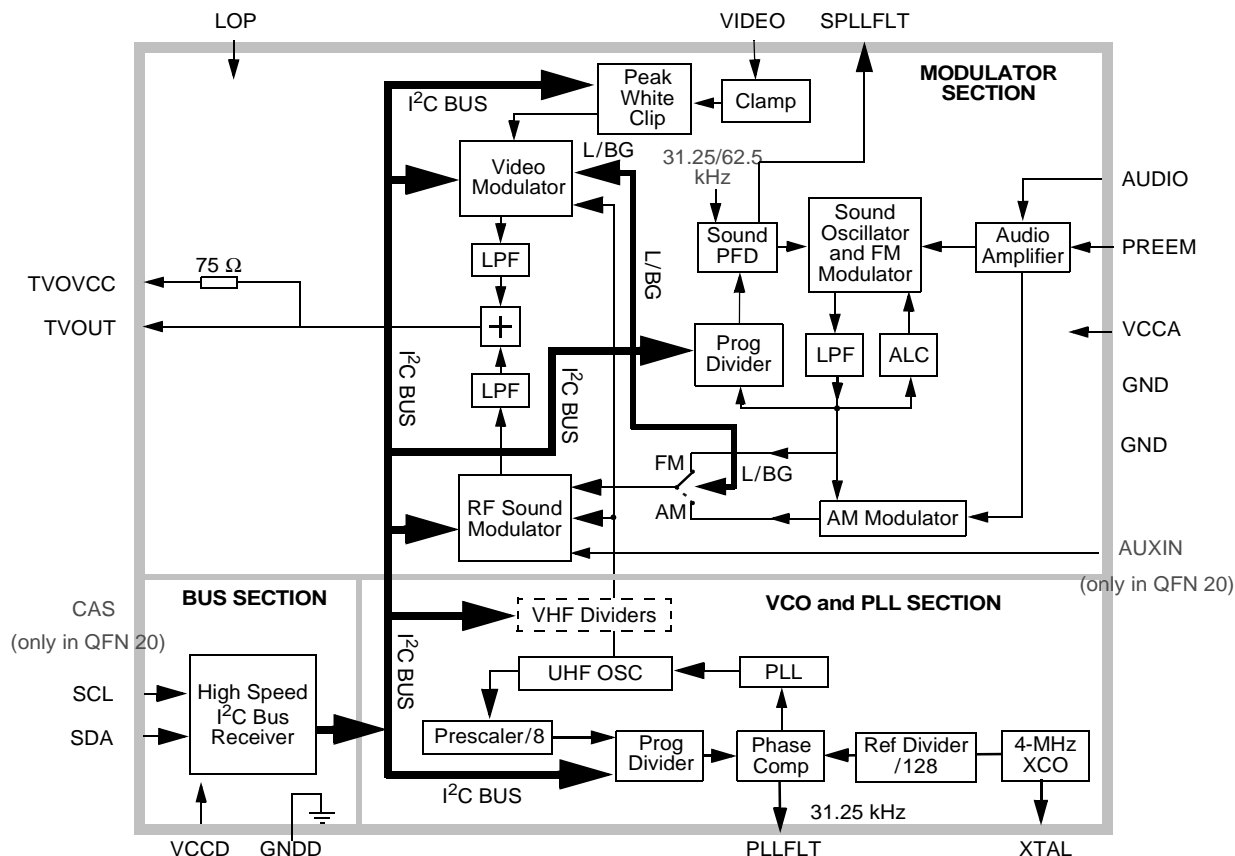 LOP
VIDEO
SPLLFLT
MODULATOR
SECTION
Peak
White
Clip
Clamp
I²C BUS
L/BG
31.25/62.5
kHz
Video
Modulator
AUDIO
Sound
Oscillator
and FM
Modulator
Sound
PFD
Audio
Amplifier
PREEM
LPF
75 Ω
L/BG
TVOVCC
TVOUT
+
VCCA
Prog
Divider
LPF
ALC
I²C BUS
I²C BUS
LPF
GND
GND
FM
L/BG
AM
RF Sound
Modulator
AM Modulator
AUXIN
(only in QFN 20)
CAS
(only in QFN 20)
BUS SECTION
VCO and PLL SECTION
VHF Dividers
I²C BUS
UHF OSC
PLL
SCL
SDA
High Speed
I²C Bus
Receiver
Prescaler/8
Prog
Divider
Phase
Comp
Ref Divider
/128
4-MHz
XCO
I²C BUS
31.25 kHz
VCCD
GNDD
PLLFLT
XTAL